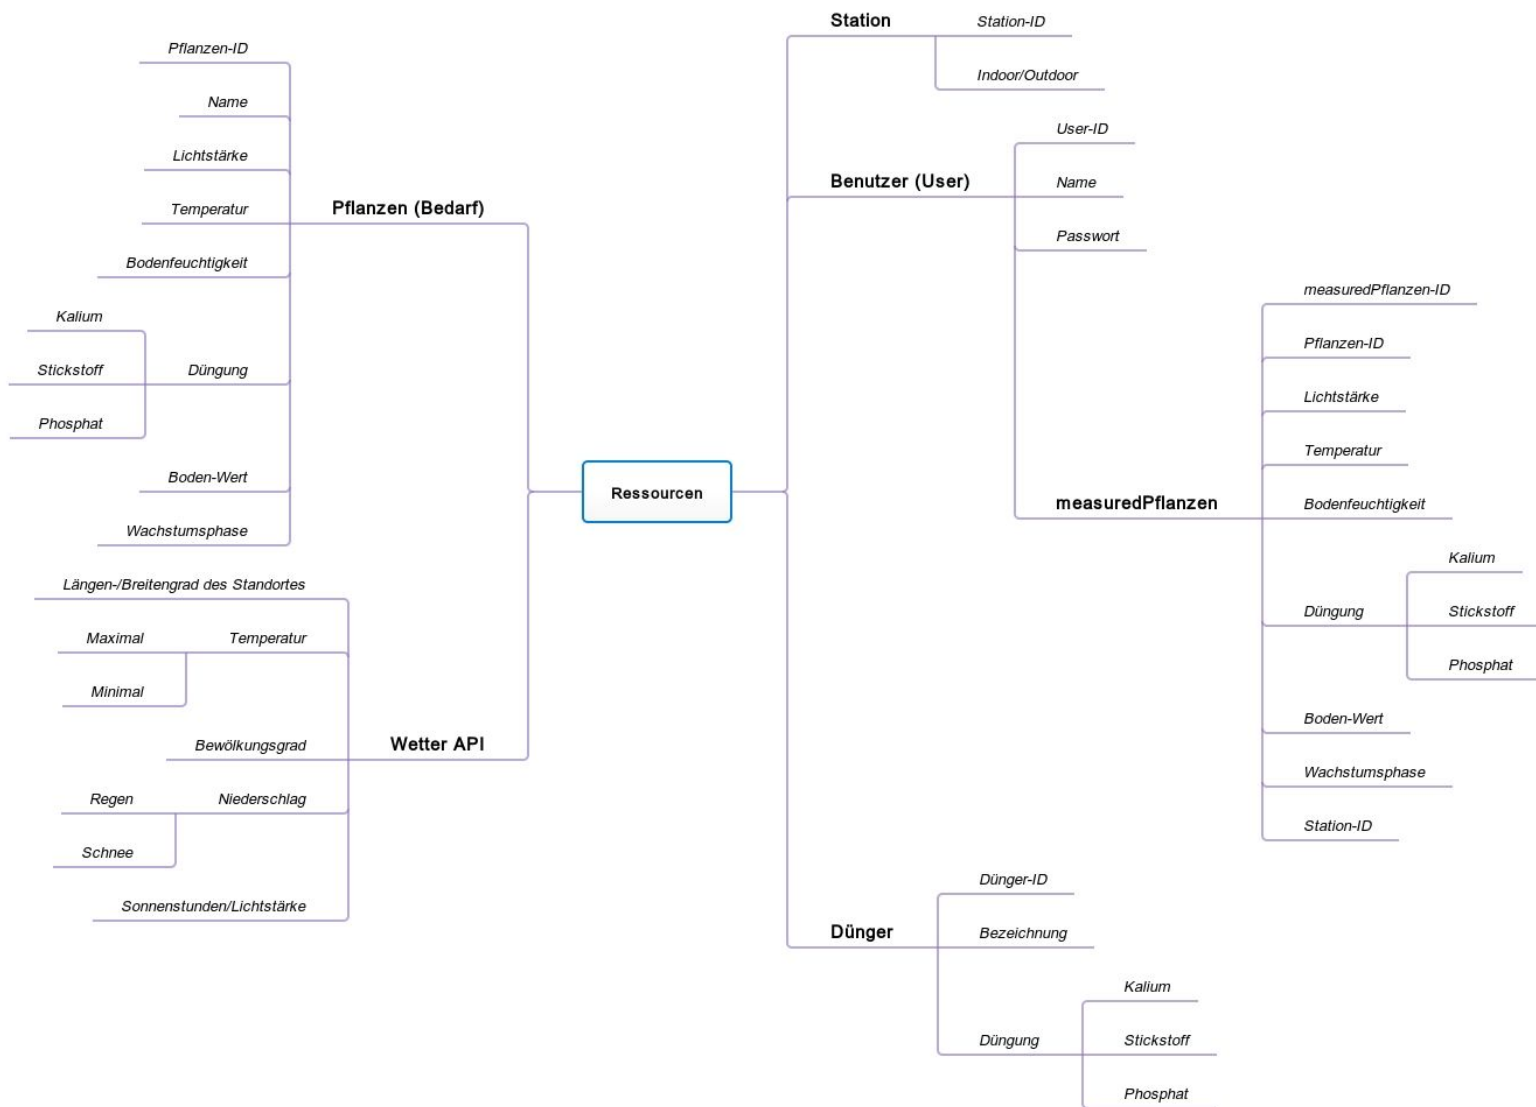 Pflanzen-ID
Name
Lichtstärke
Temperatur
Pflanzen (Bedarf)
Bodenfeuchtigkeit
Kalium
Stickstoff
Düngung
Phosphat
Boden-Wert
Wachstumsphase
Längen-/Breitengrad des Standortes
Maximal
Temperatur
Minimal
Bewölkungsgrad
Wetter API
Regen
Niederschlag
Schnee
Sonnenstunden/Lichtstärke
Ressourcen
Station
Station-ID
Indoor/Outdoor
User-ID
Benutzer (User)
Name
Passwort
measuredPflanzen-ID
Pflanzen-ID
Lichtstärke
Temperatur
measuredPflanzen
Bodenfeuchtigkeit
Kalium
Düngung
Stickstoff
Phosphat
Boden-Wert
Wachstumsphase
Station-ID
Dünger-ID
Dünger
Bezeichnung
Kalium
Düngung
Stickstoff
Phosphat